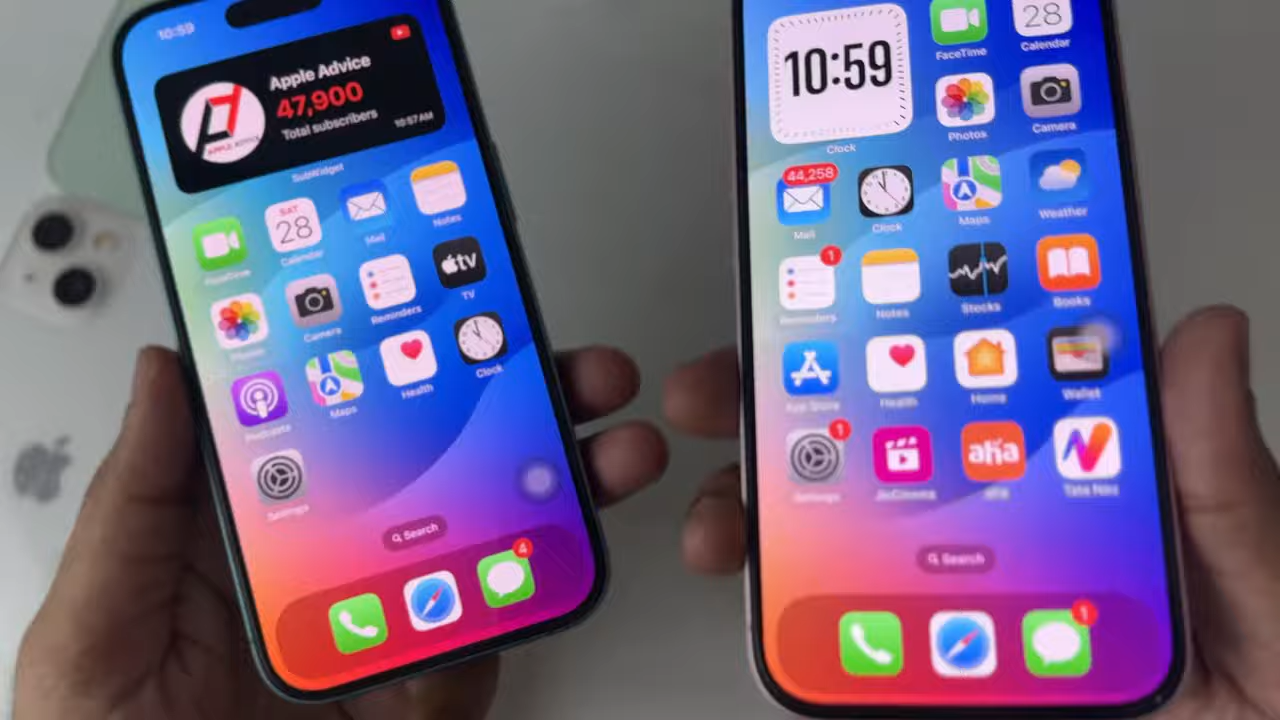 10:59
Apple Advice
47,900
Total subscribers
10:57 AM
APPLE ADVICE
SubWidget
FaceTime
SAT
28
Calendar
Mail
Notes
Photos
Camera
Reminders
tv
TV
Podcasts
Maps
Health
Clock
Settings
Search
4
10:59
Clock
FaceTime
28
Calendar
Photos
Camera
44,258
Mail
Clock
Maps
Weather
1
Reminders
Notes
Stocks
Books
App Store
Health
Home
Wallet
1
Settings
JioCinema
aha
aha
Tata Neu
Search
1